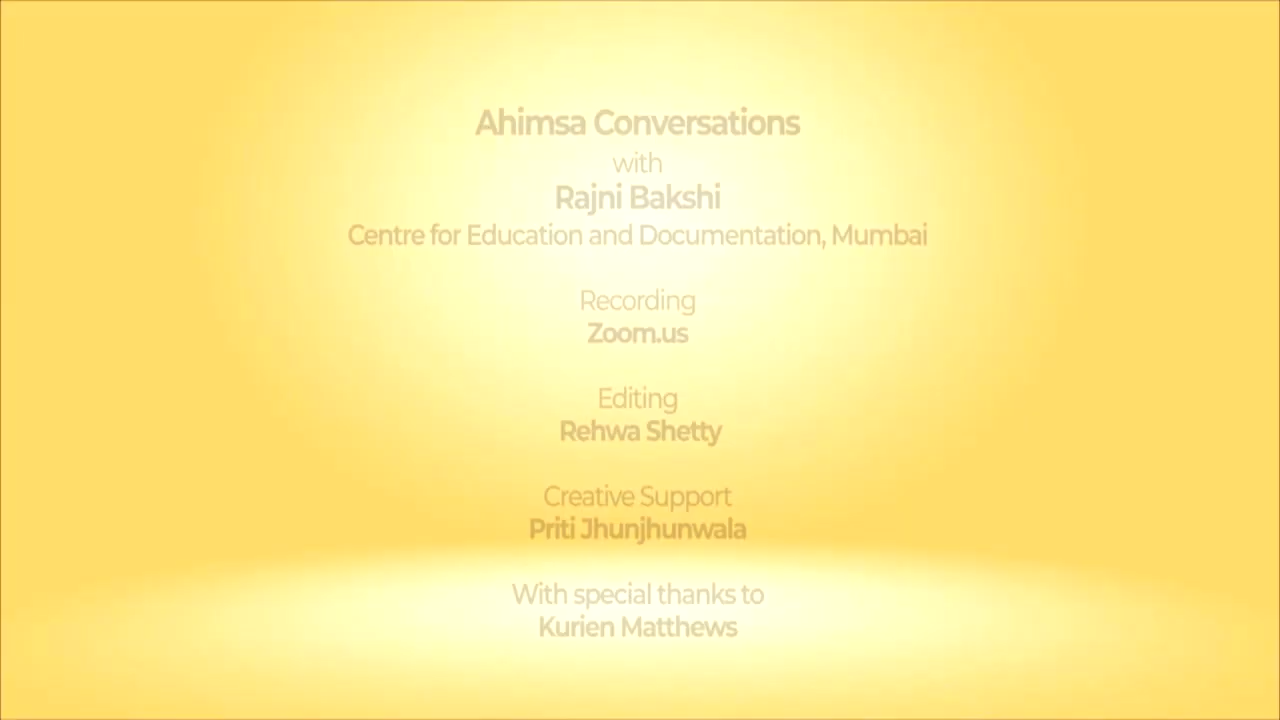 Ahimsa Conversations
with
Rajni Bakshi
Centre for Education and Documentation, Mumbai
Recording
Zoom.us
Editing
Rehwa Shetty
Creative Support
Priti Jhunjhunwala
With special thanks to
Kurien Matthews